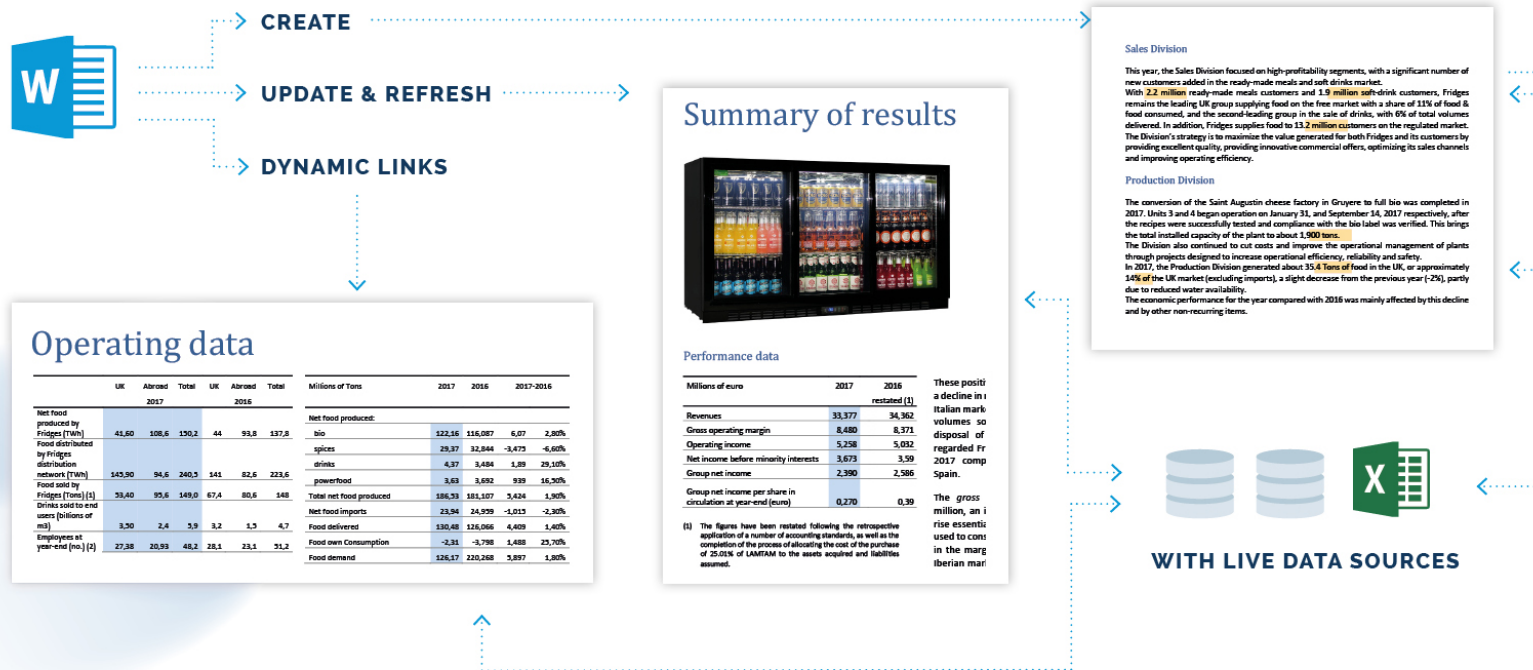 W
CREATE
UPDATE & REFRESH
DYNAMIC LINKS
Sales Division
This year, the Sales Division focused on high-profitability segments, with a significant number of
new customers added in the ready-made meals and soft drinks market.
With 2.2 million ready-made meals customers and 1.9 million soft-drink customers, Fridges
remains the leading UK group supplying food on the free market with a share of 11% of food &
food consumed, and the second-leading group in the sale of drinks, with 6% of total volumes
delivered. In addition, Fridges supplies food to 13.2 million customers on the regulated market.
The Division's strategy is to maximize the value generated for both Fridges and its customers by
providing excellent quality, providing innovative commercial offers, optimizing its sales channels
and improving operating efficiency.
Production Division
The conversion of the Saint Augustin cheese factory in Gruyere to full bio was completed in
2017. Units 3 and 4 began operation on January 31, and September 14, 2017 respectively, after
the recipes were successfully tested and compliance with the bio label was verified. This brings
the total installed capacity of the plant to about 1,900 tons.
The Division also continued to cut costs and improve the operational management of plants
through projects designed to increase operational efficiency, reliability and safety.
In 2017, the Production Division generated about 35.4 Tons of food in the UK, or approximately
14% of the UK market (excluding imports), a slight decrease from the previous year (-2%), partly
due to reduced water availability.
The economic performance for the year compared with 2016 was mainly affected by this decline
and by other non-recurring items.
Summary of results
Performance data
Millions of euro 2017 2016
restated (1)
Revenues 33,377 34,362
Gross operating margin 8,480 8,371
Operating income 5,258 5,032
Net income before minority interests 3,673 3,59
Group net income 2,390 2,586
Group net income per share in
circulation at year-end (euro) 0,270 0,39
(1) The figures have been restated following the retrospective
application of a number of accounting standards, as well as the
completion of the process of allocating the cost of the purchase
of 25.01% of LAMTAM to the assets acquired and liabilities
assumed.
These positi
a decline in
Italian mark
volumes so
disposal of
regarded Fr
2017 comp
Spain.
The gross
million, an i
rise essentia
used to cons
in the marg
Iberian mar
Operating data
UK Abroad Total UK Abroad Total
2017 2016
Net food
produced by
Fridges (TWh) 41,60 108,6 150,2 44 93,8 137,8
Food distributed
by Fridges
distribution
network (TWh) 145,90 94,6 240,5 141 82,6 223,6
Food sold by
Fridges (Tons) (1) 53,40 95,6 149,0 67,4 80,6 148
Drinks sold to end
users (billions of
m3) 3,50 2,4 5,9 3,2 1,5 4,7
Employees at
year-end (no.) (2) 27,38 20,93 48,2 28,1 23,1 51,2
Millions of Tons 2017 2016 2017-2016
Net food produced:
bio 122,16 116,087 6,07 2,80%
spices 29,37 32,844 -3,475 -6,60%
drinks 4,37 3,484 1,89 29,10%
powerfood 3,63 3,692 939 16,50%
Total net food produced 186,53 181,107 5,424 1,90%
Net food imports 23,94 24,959 -1,015 -2,30%
Food delivered 130,48 126,066 4,409 1,40%
Food own Consumption -2,31 -3,798 1,488 25,70%
Food demand 126,17 220,268 5,897 1,80%
X
WITH LIVE DATA SOURCES